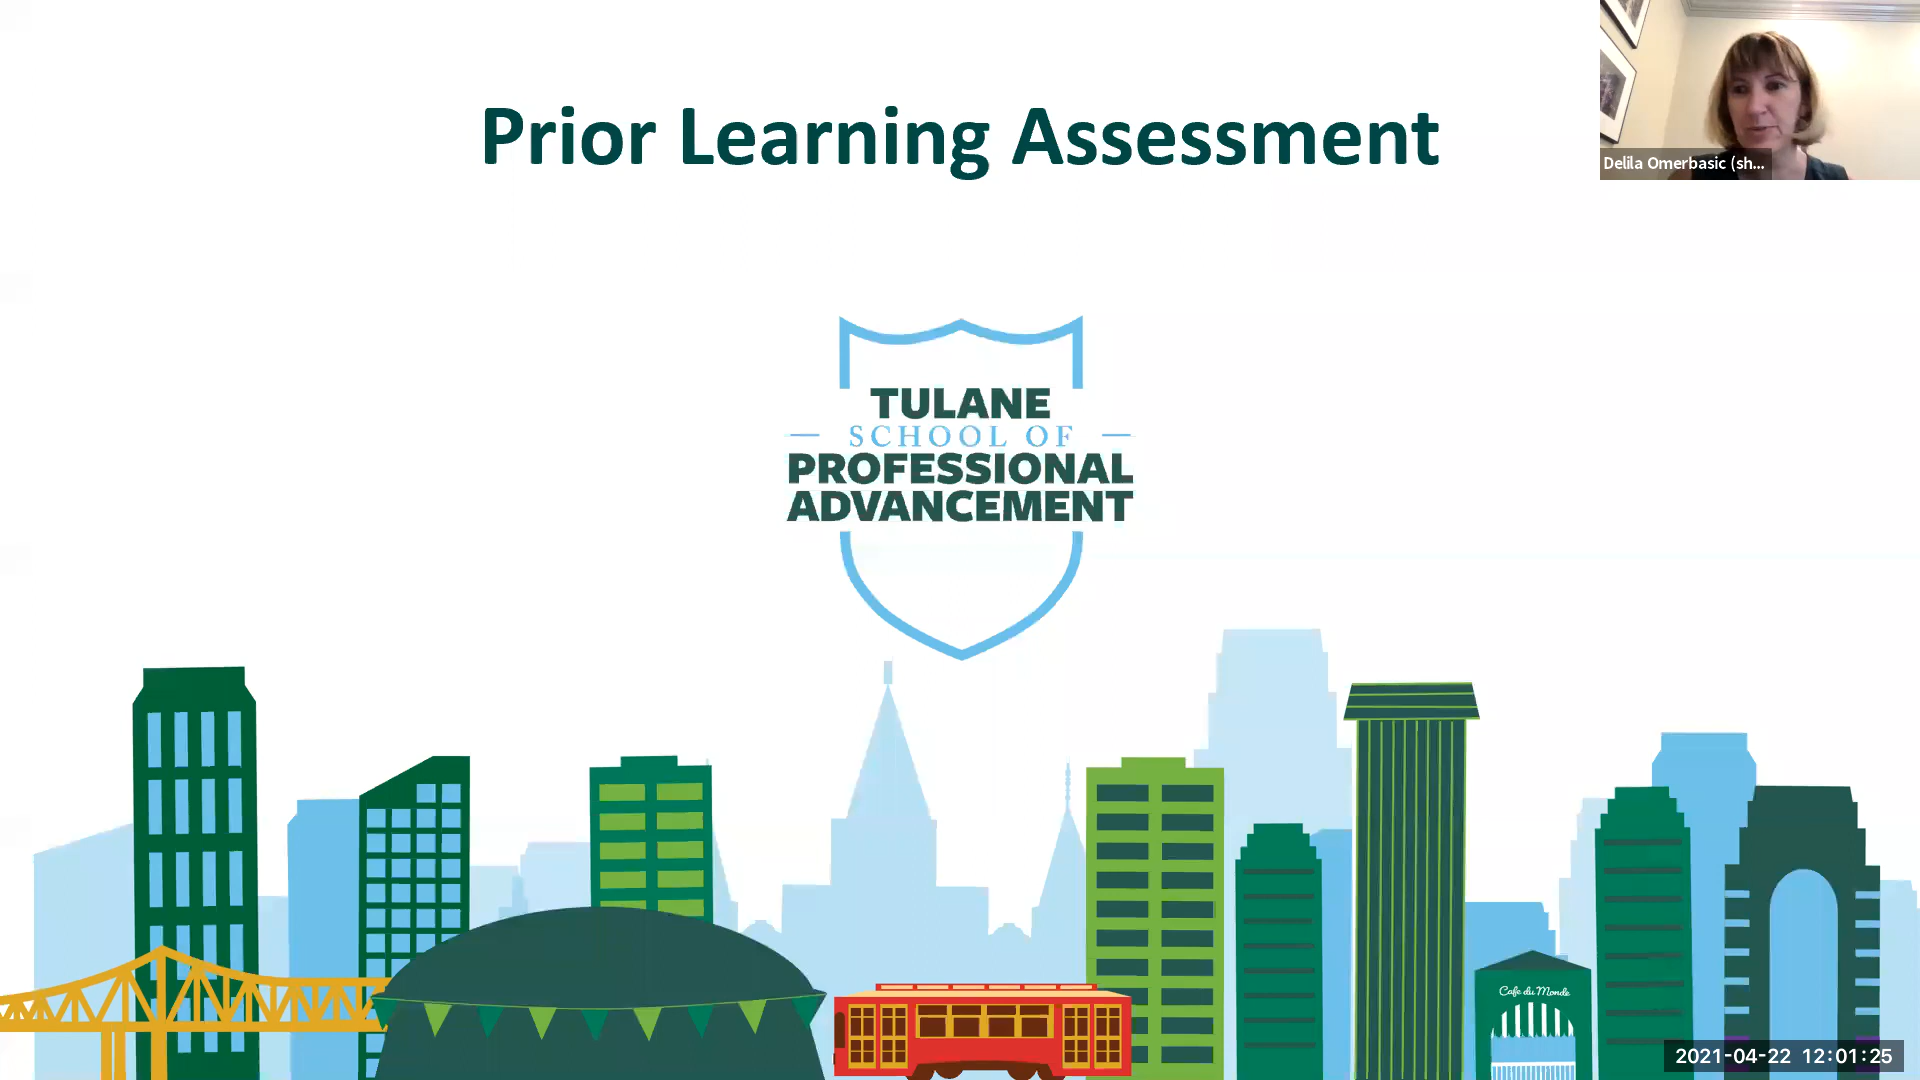 Prior Learning Assessment
Delila Omerbasic (sh...
TULANE
SCHOOL OF
PROFESSIONAL
ADVANCEMENT
Cafe du Monde
2021-04-22 12:01:25